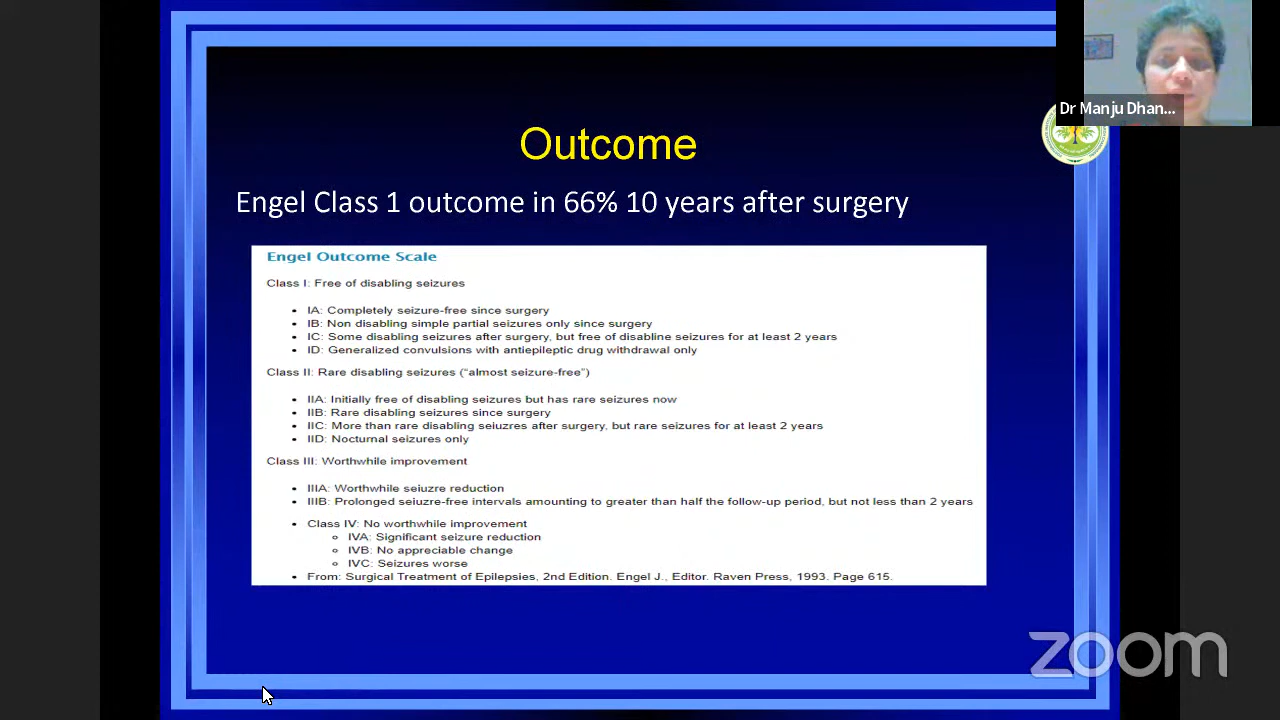 Dr Manju Dhan...
Outcome
Engel Class 1 outcome in 66% 10 years after surgery
Engel Outcome Scale
Class I: Free of disabling seizures
• IA: Completely seizure-free since surgery
• IB: Non disabling simple partial seizures only since surgery
• IC: Some disabling seizures after surgery, but free of disabline seizures for at least 2 years
• ID: Generalized convulsions with antiepileptic drug withdrawal only
Class II: Rare disabling seizures ("almost seizure-free")
• IIA: Initially free of disabling seizures but has rare seizures now
• IIB: Rare disabling seizures since surgery
• IIC: More than rare disabling seiuzres after surgery, but rare seizures for at least 2 years
• IID: Nocturnal seizures only
Class III: Worthwhile improvement
• IIIA: Worthwhile seiuzre reduction
• IIIB: Prolonged seiuzre-free intervals amounting to greater than half the follow-up period, but not less than 2 years
• Class IV: No worthwhile improvement
o IVA: Significant seizure reduction
o IVB: No appreciable change
o IVC: Seizures worse
• From: Surgical Treatment of Epilepsies, 2nd Edition. Engel J., Editor. Raven Press, 1993. Page 615.
zoom